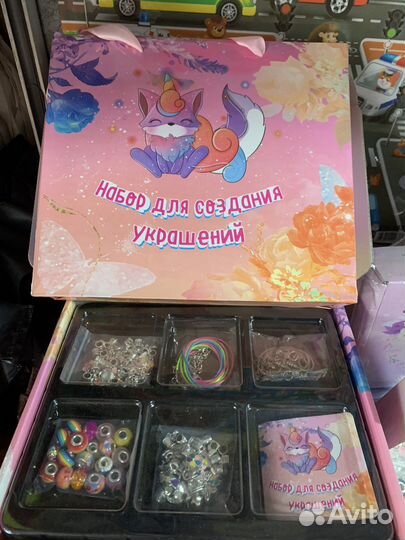 Набор для создания
украшений
Набор для создания
украшений
Avito